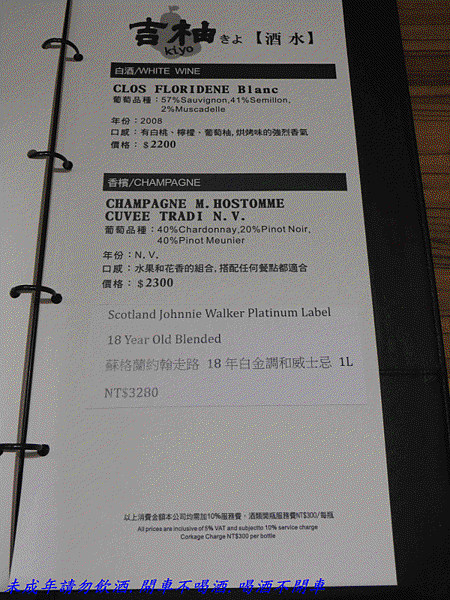 吉柚 きよ【酒 水】
kiyo
白酒/WHITE WINE
CLOS FLORIDENE Blanc
葡萄品種：57%Sauvignon,41%Semillon,
2%Muscadelle
年份：2008
口感：有白桃、檸檬、葡萄柚,烘烤味的強烈香氣
價格：$2200
香檳/CHAMPAGNE
CHAMPAGNE M.HOSTOMME
CUVEE TRADI N.V.
葡萄品種：40%Chardonnay,20%Pinot Noir,
40%Pinot Meunier
年份：N.V.
口感：水果和花香的組合,搭配任何餐點都適合
價格：$2300
Scotland Johnnie Walker Platinum Label
18 Year Old Blended
蘇格蘭約翰走路 18 年白金調和威士忌 1L
NT$3280
以上消費金額本公司均需加10%服務費，酒類開瓶服務費NT$300/每瓶
All prices are inclusive of 5% VAT and subjectto 10% service charge
Corkage Charge NT$300 per bottle
未成年請勿飲酒 開車不喝酒 喝酒不開車